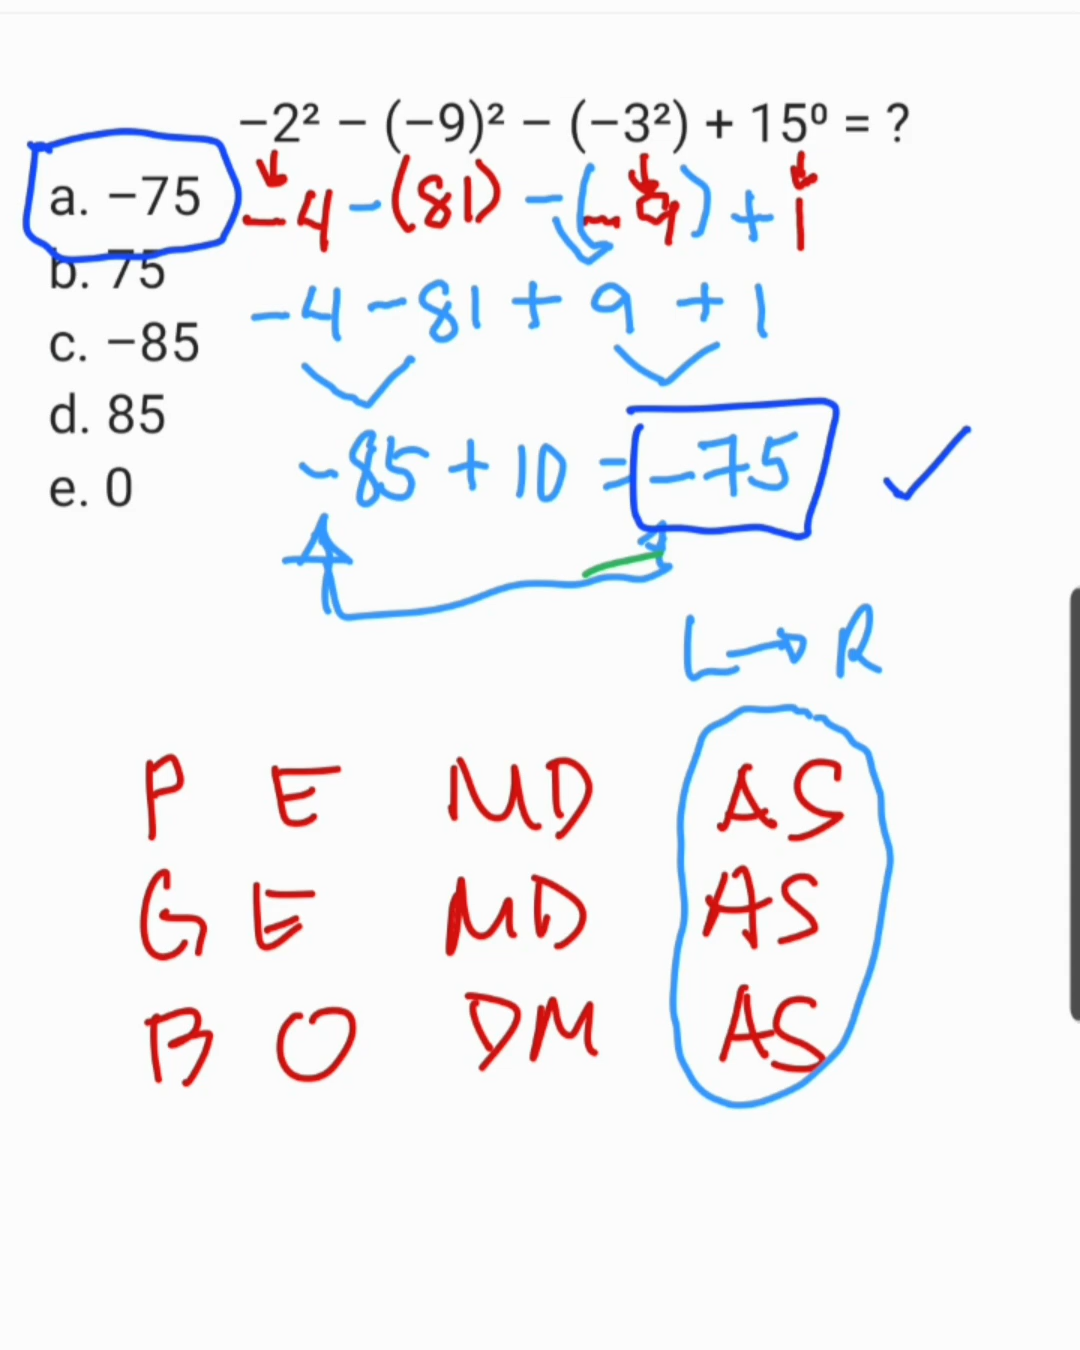 −2² − (−9)² − (−3²) + 15⁰ = ?
a. −75
−4 −(81) −(−9) + 1
b. 75
−4 −81 + 9 + 1
c. −85
d. 85
−85 + 10 = −75
e. 0
L → R
P E MD AS
G E MD AS
B O DM AS